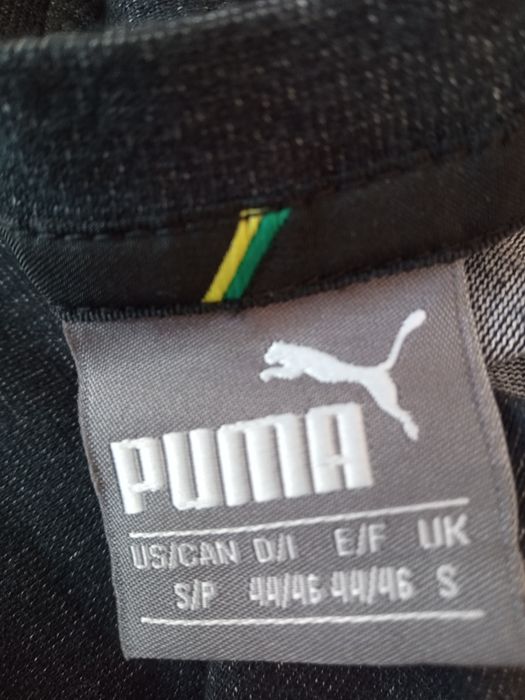 PUMA
US/CAN D/I E/F UK
S/P 44/46 44/46 S